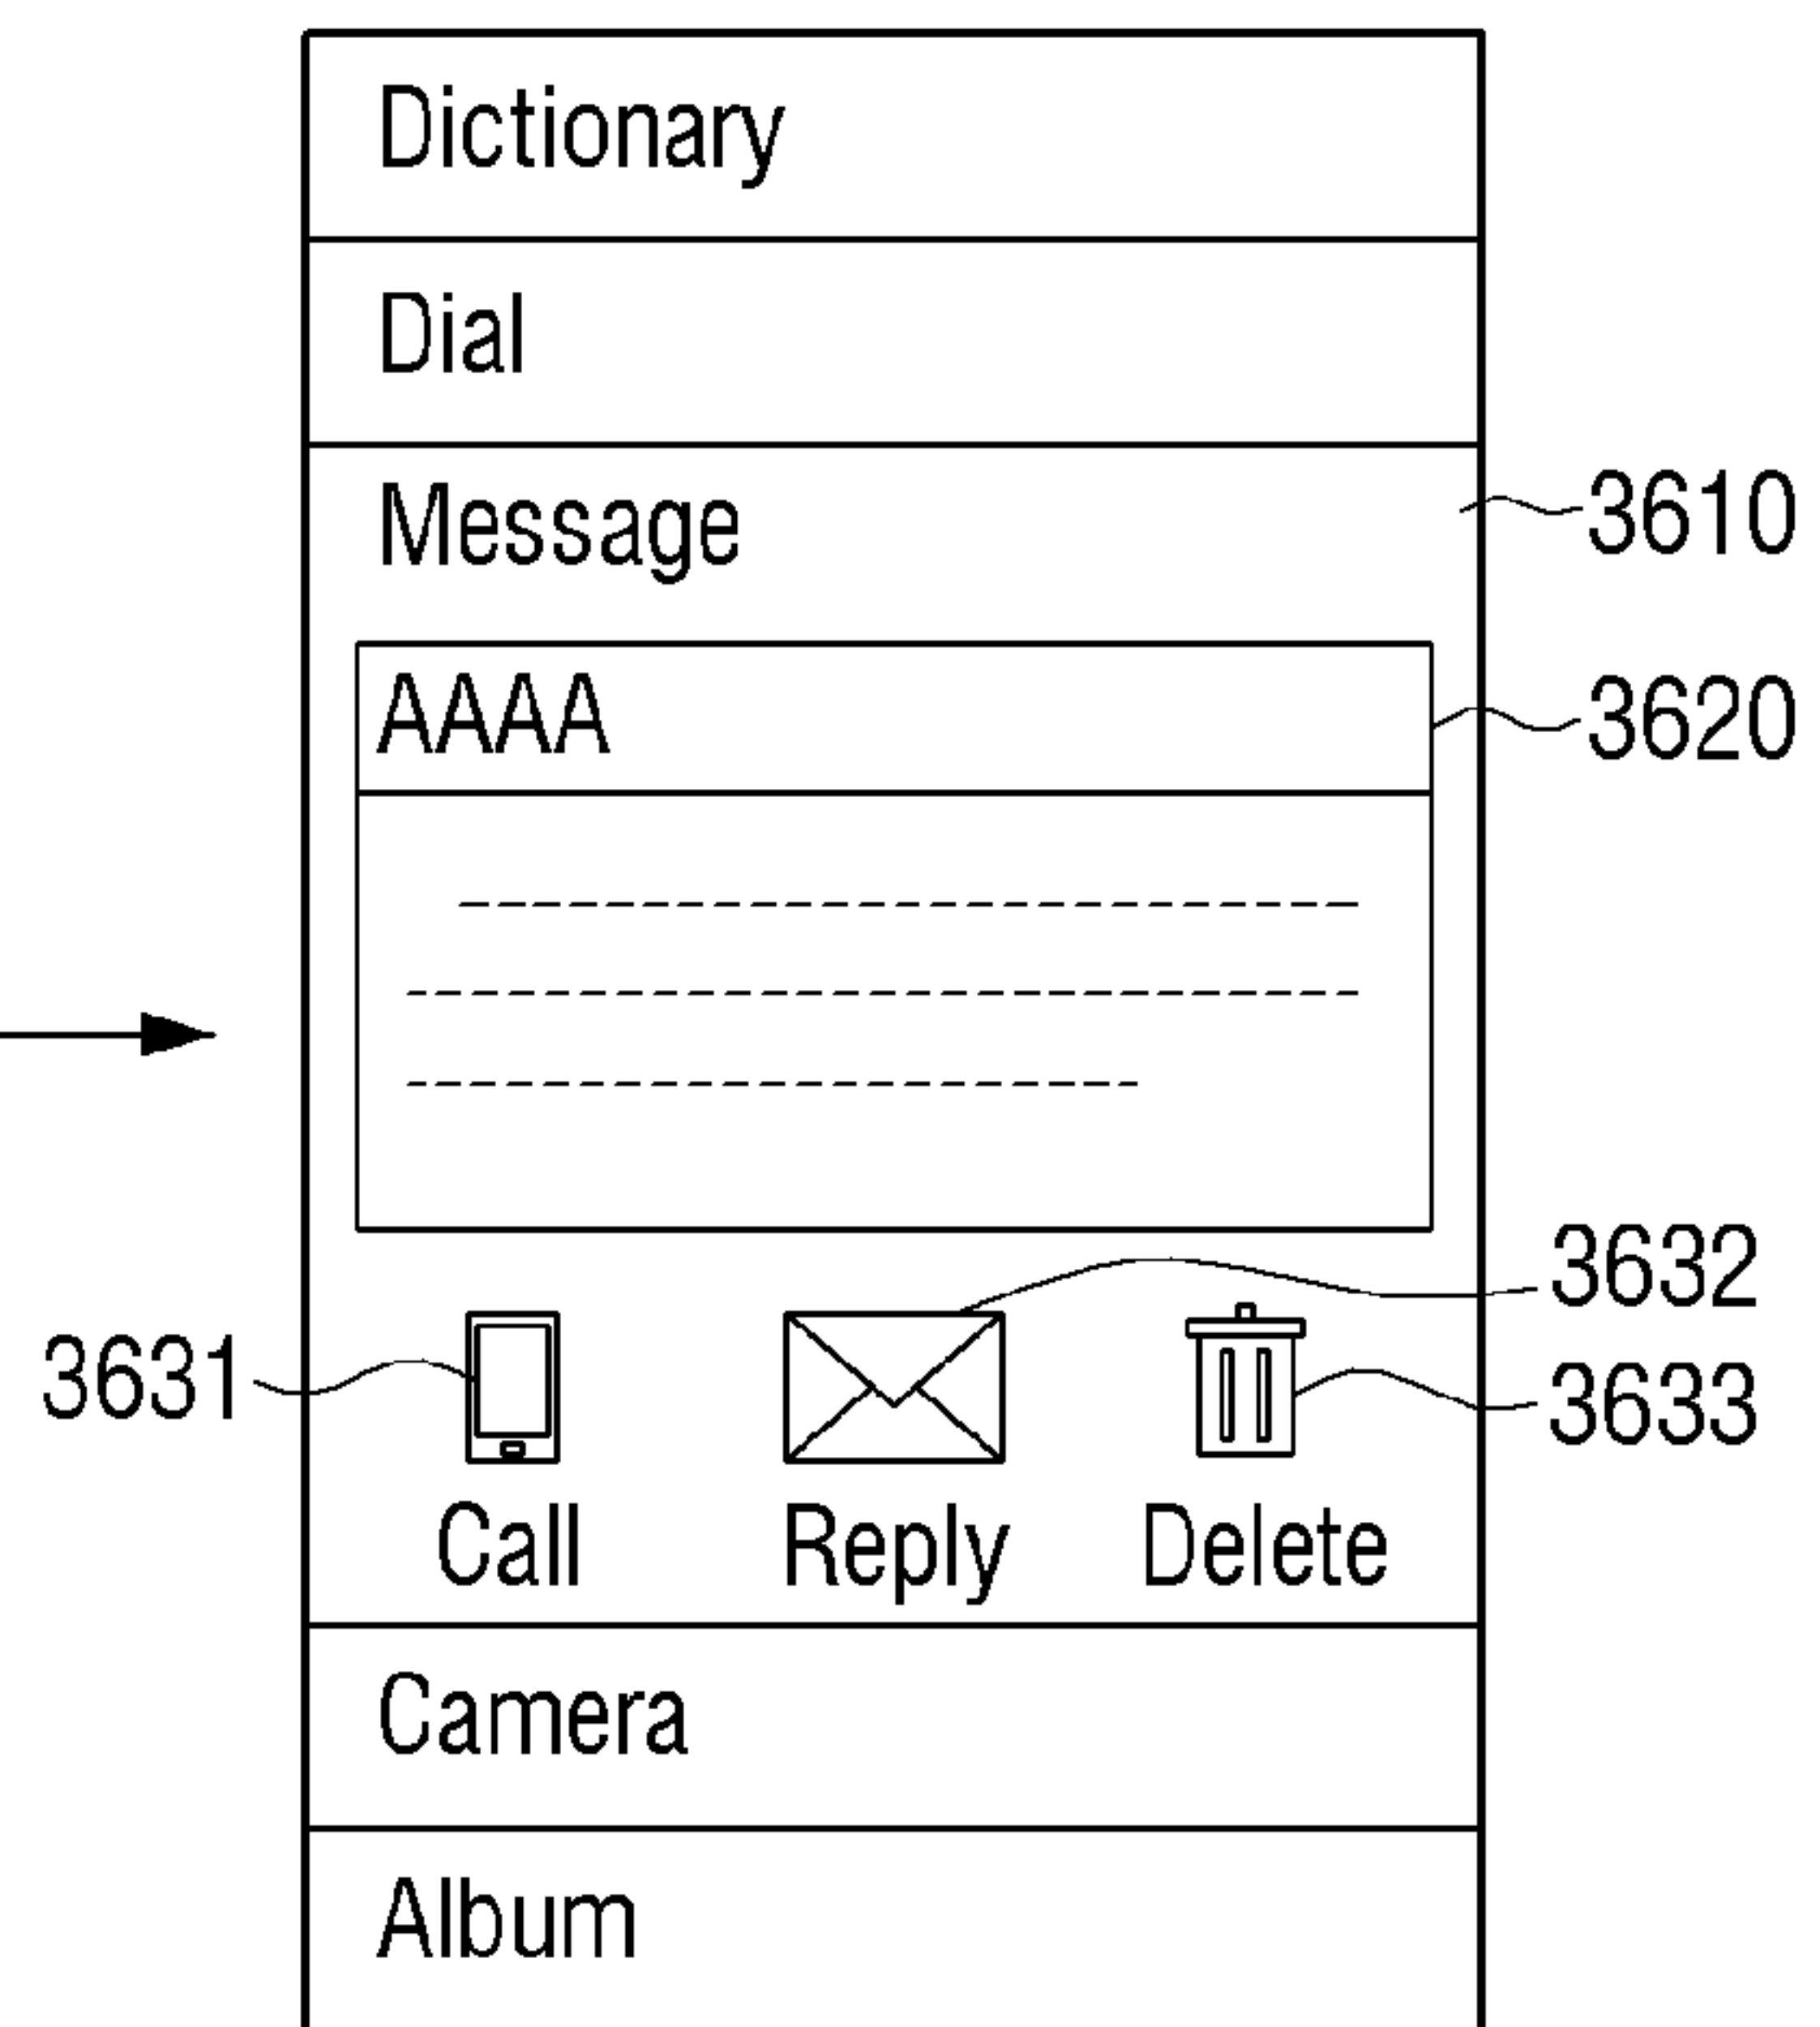 Dictionary
Dial
Message
3610
AAAA
3620
3632
3631
3633
Call Reply Delete
Camera
Album